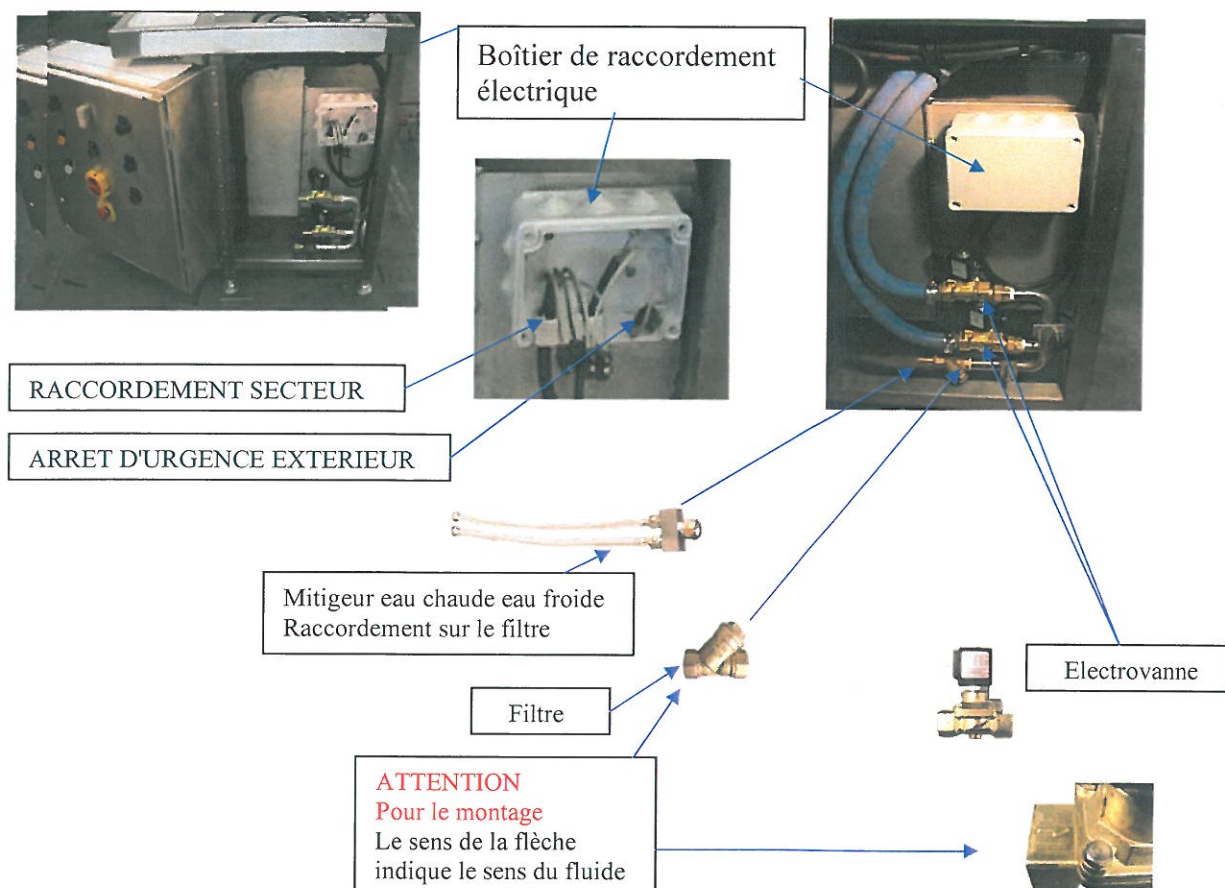 Boîtier de raccordement
électrique
RACCORDEMENT SECTEUR
ARRET D'URGENCE EXTERIEUR
Mitigeur eau chaude eau froide
Raccordement sur le filtre
Filtre
Electrovanne
ATTENTION
Pour le montage
Le sens de la flèche
indique le sens du fluide